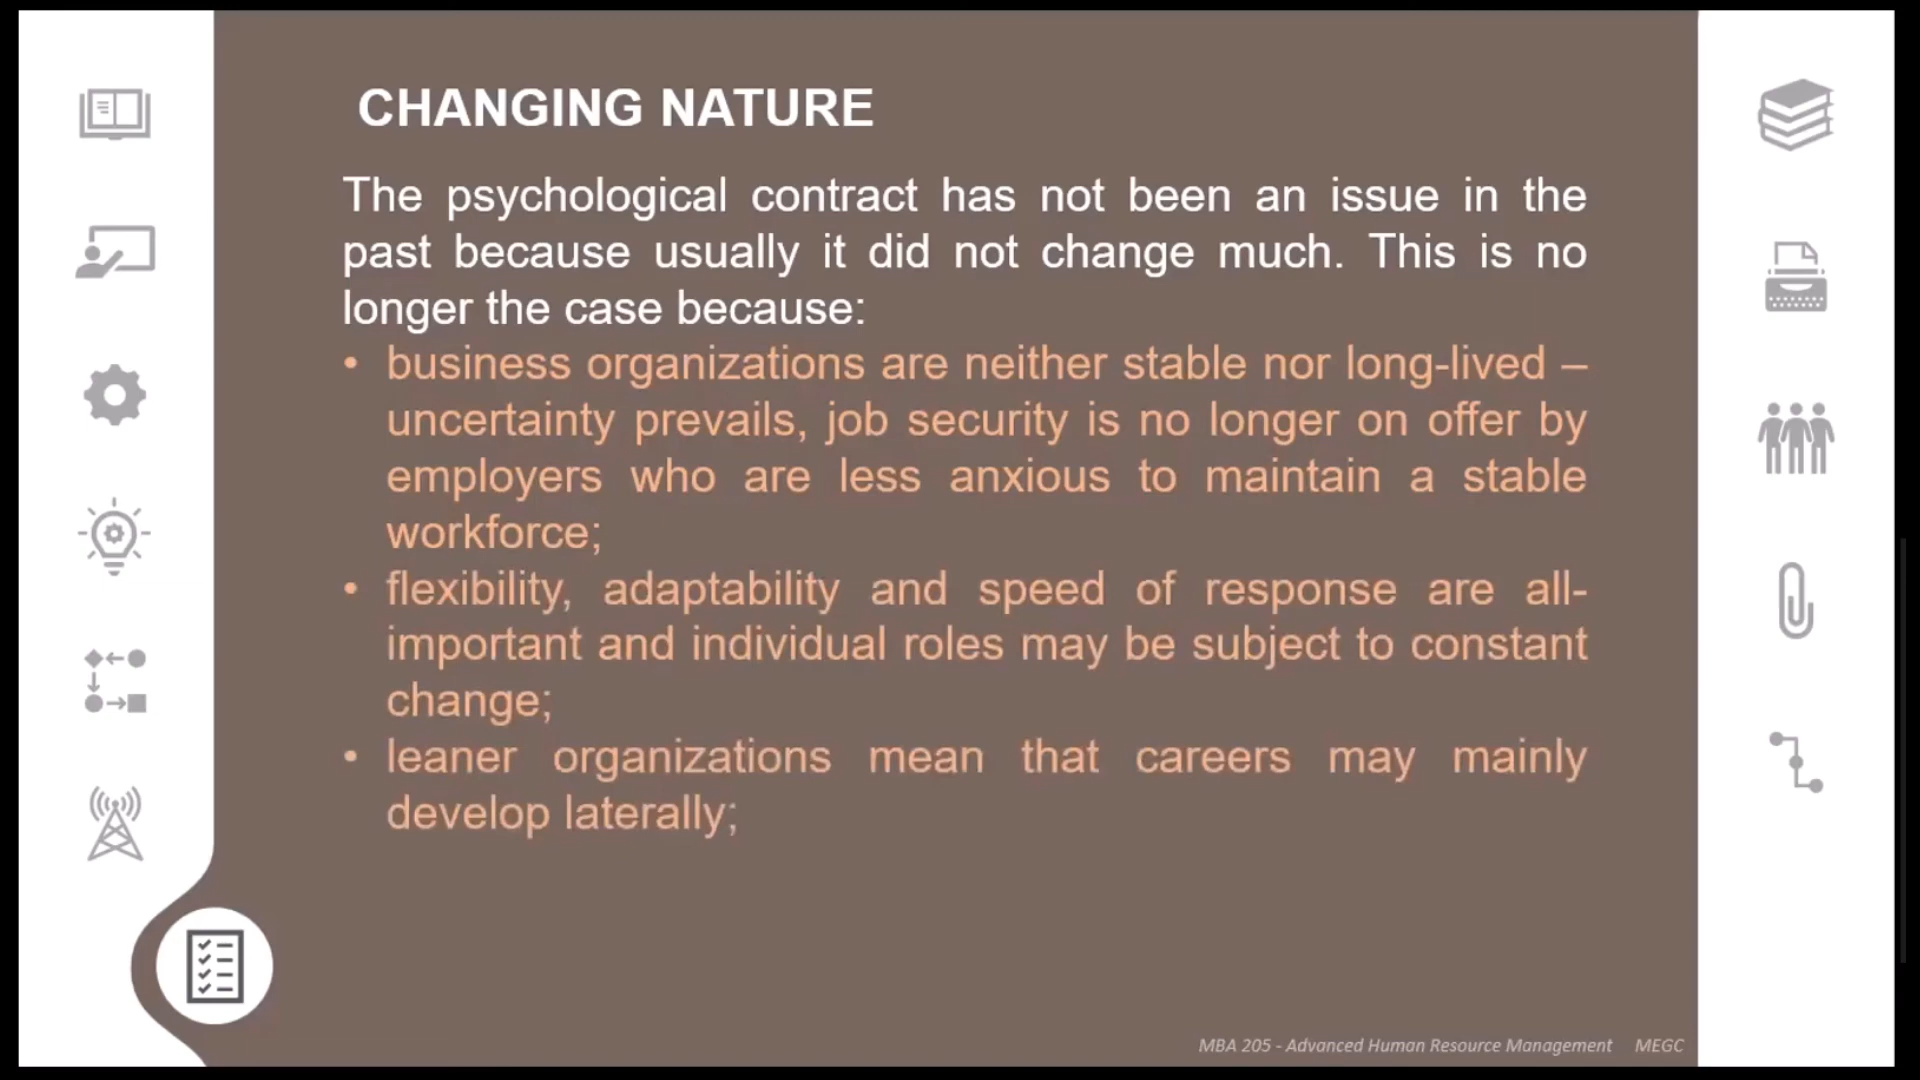 CHANGING NATURE
The psychological contract has not been an issue in the
past because usually it did not change much. This is no
longer the case because:
• business organizations are neither stable nor long-lived –
uncertainty prevails, job security is no longer on offer by
employers who are less anxious to maintain a stable
workforce;
• flexibility, adaptability and speed of response are all-
important and individual roles may be subject to constant
change;
• leaner organizations mean that careers may mainly
develop laterally;
MBA 205 - Advanced Human Resource Management MEGC